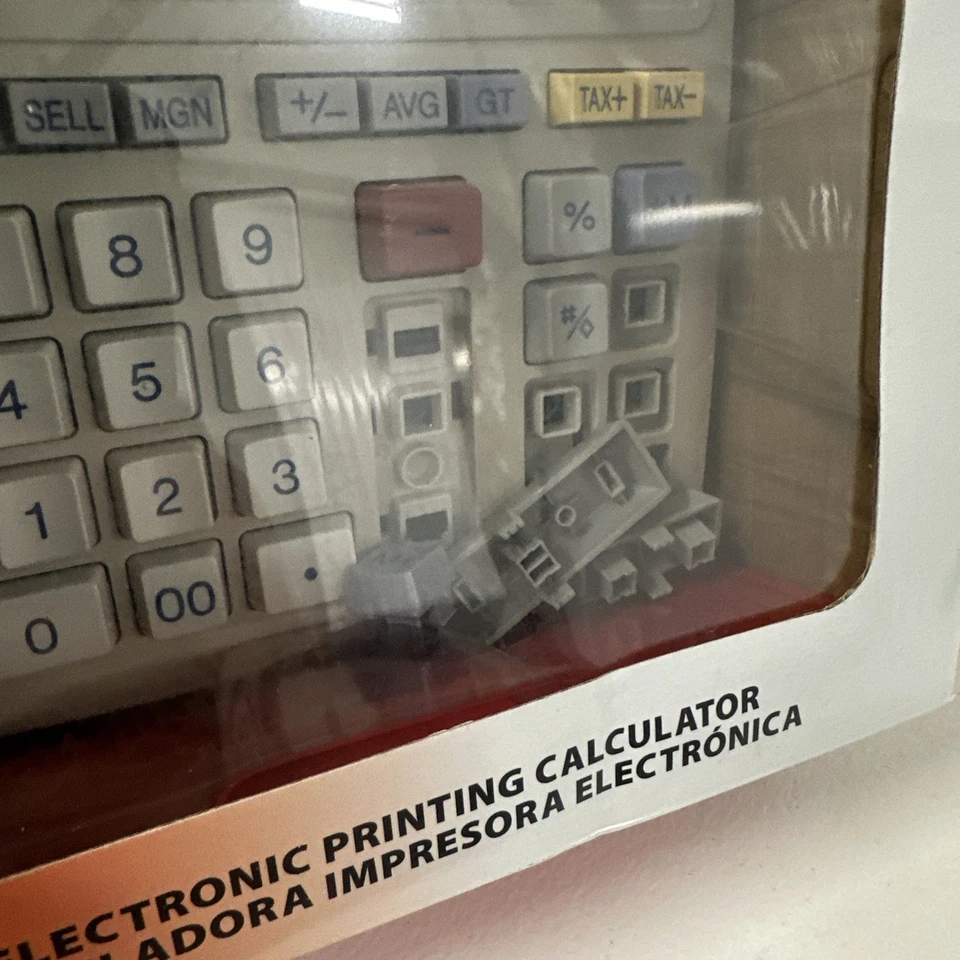 SELL MGN +/− AVG GT TAX+ TAX−
8 9 − %
4 5 6 #/◇
1 2 3
0 00 .
ELECTRONIC PRINTING CALCULATOR
LADORA IMPRESORA ELECTRÓNICA